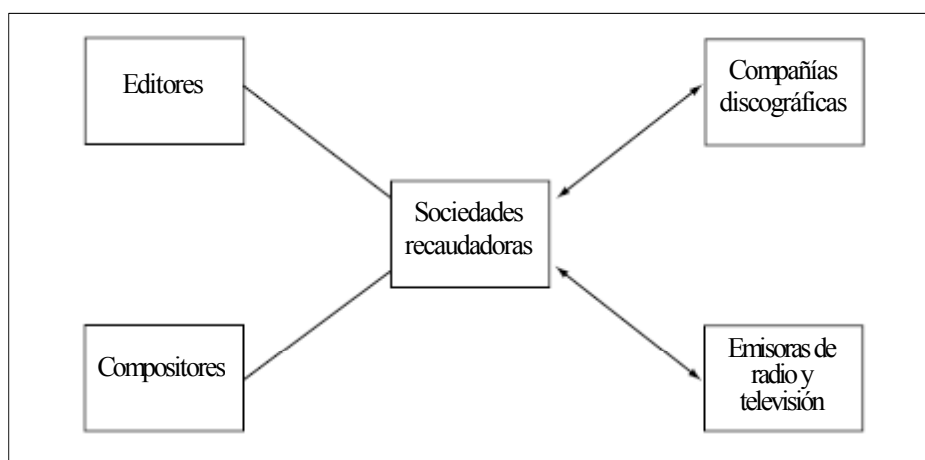 Editores
Compañías
discográficas
Sociedades
recaudadoras
Compositores
Emisoras de
radio y
televisión